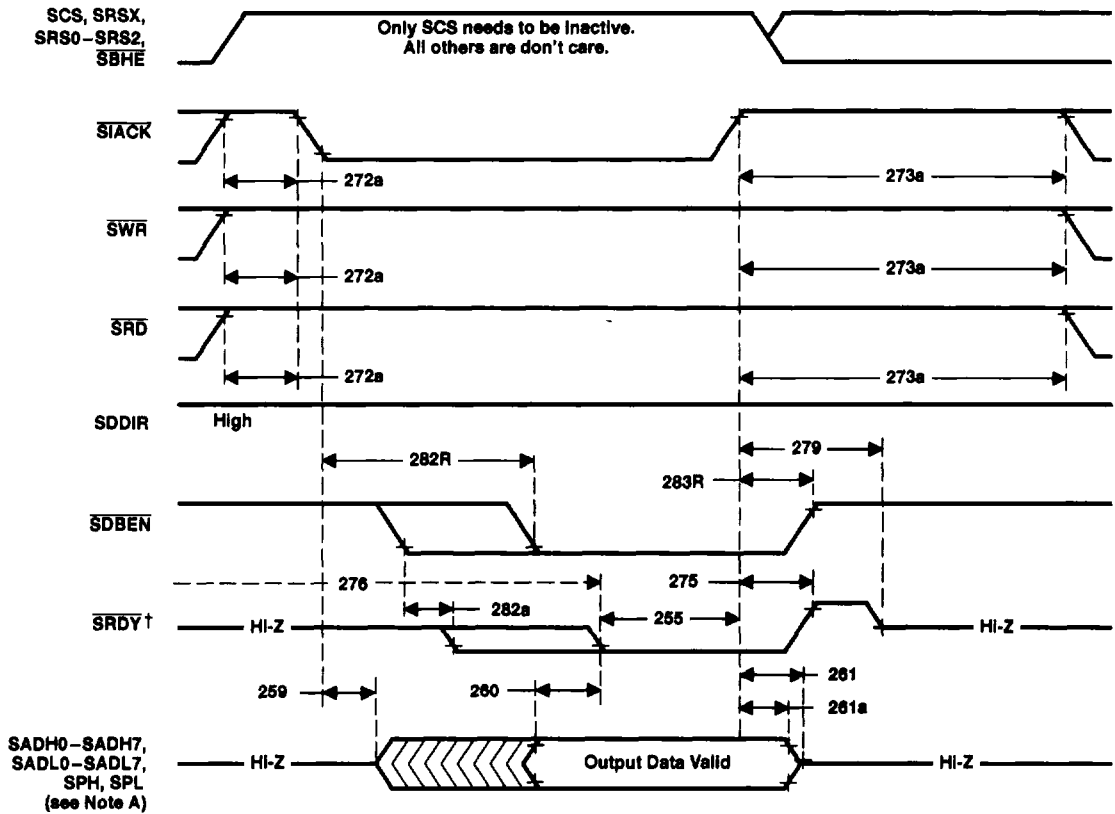 SCS, SRSX,
SRS0–SRS2,
SBHE
Only SCS needs to be inactive.
All others are don't care.
SIACK
272a
273a
SWR
272a
273a
SRD
272a
273a
SDDIR
High
282R
279
283R
SDBEN
276
275
282a
255
SRDY†
Hi-Z
Hi-Z
259
260
261
261a
SADH0–SADH7,
SADL0–SADL7,
SPH, SPL
(see Note A)
Hi-Z
Output Data Valid
Hi-Z